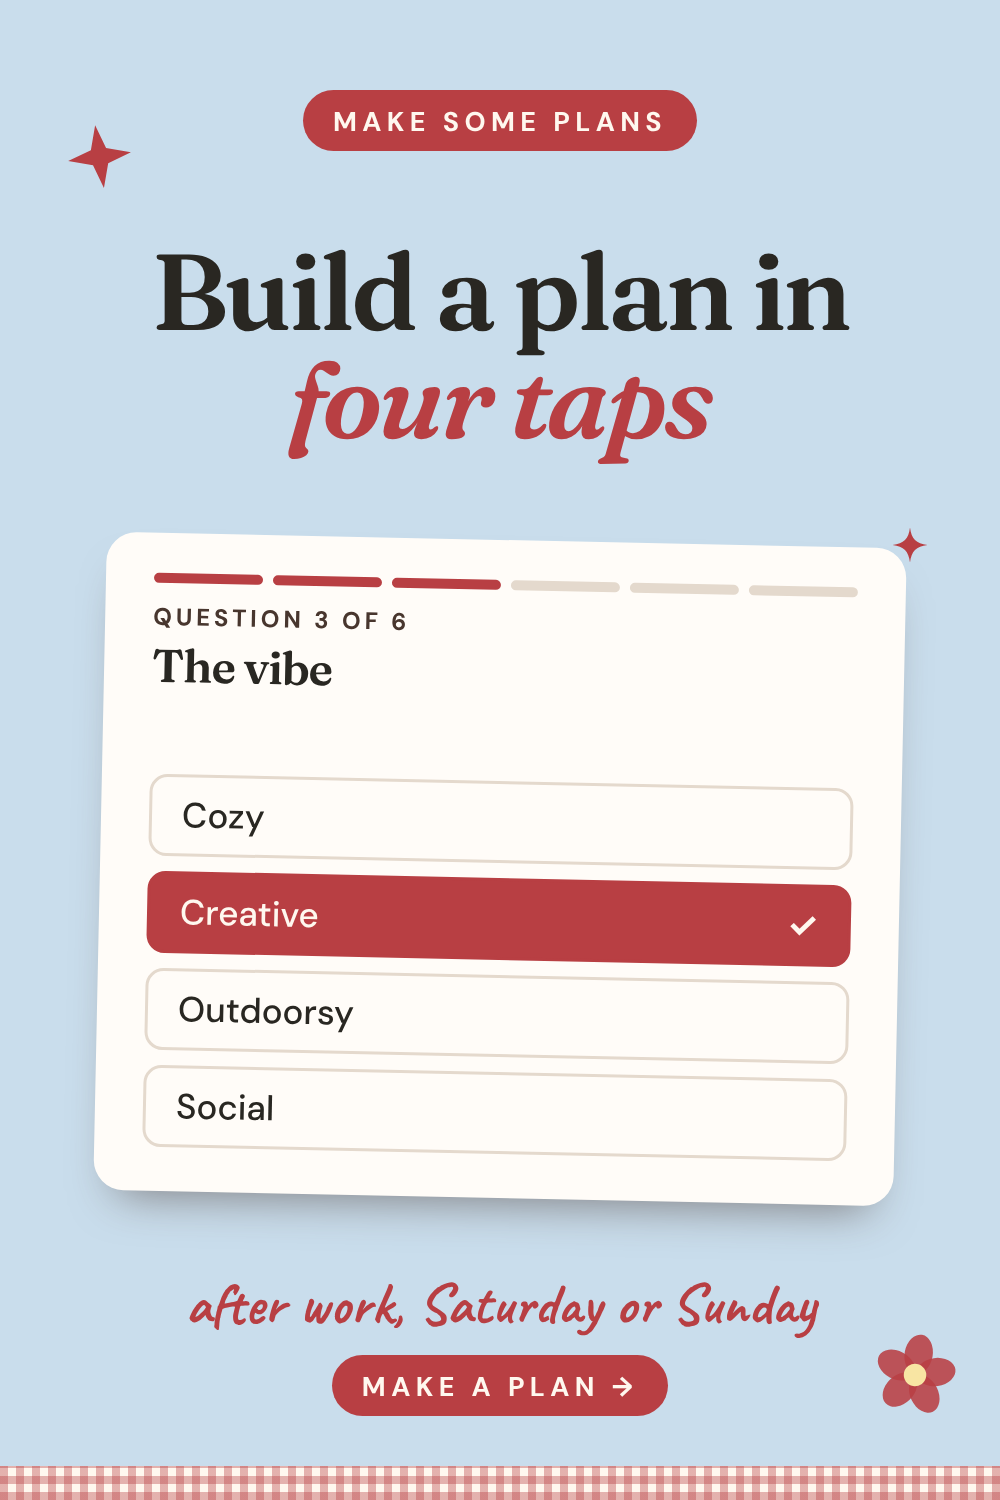 MAKE SOME PLANS
Build a plan in
four taps
QUESTION 3 OF 6
The vibe
Cozy
Creative
Outdoorsy
Social
after work, Saturday or Sunday
MAKE A PLAN →